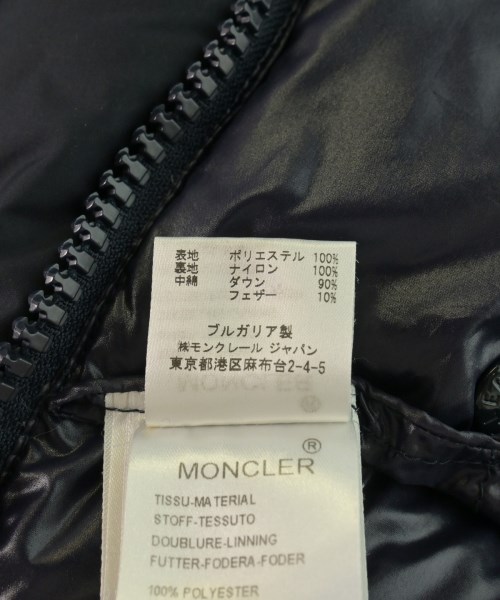 表地 ポリエステル 100%
裏地 ナイロン 100%
中綿 ダウン 90%
フェザー 10%
ブルガリア製
㈱モンクレール ジャパン
東京都港区麻布台2-4-5
MONCLER®
TISSU-MATERIAL
STOFF-TESSUTO
DOUBLURE-LINNING
FUTTER-FODERA-FODER
100% POLYESTER